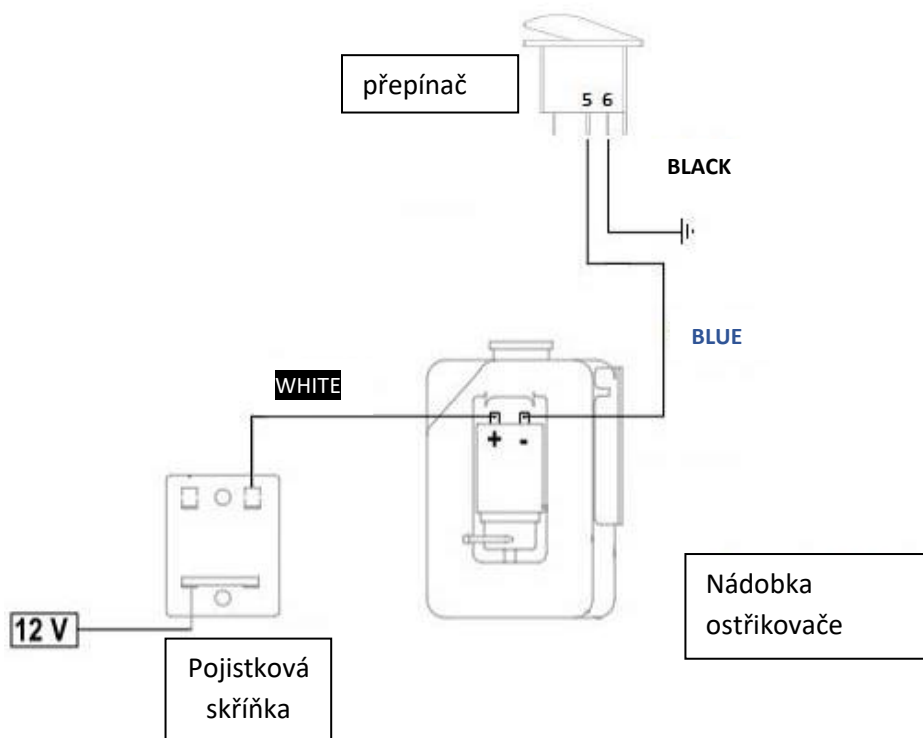 přepínač
5 6
BLACK
BLUE
WHITE
+ -
12 V
Nádobka
ostřikovače
Pojistková
skříňka